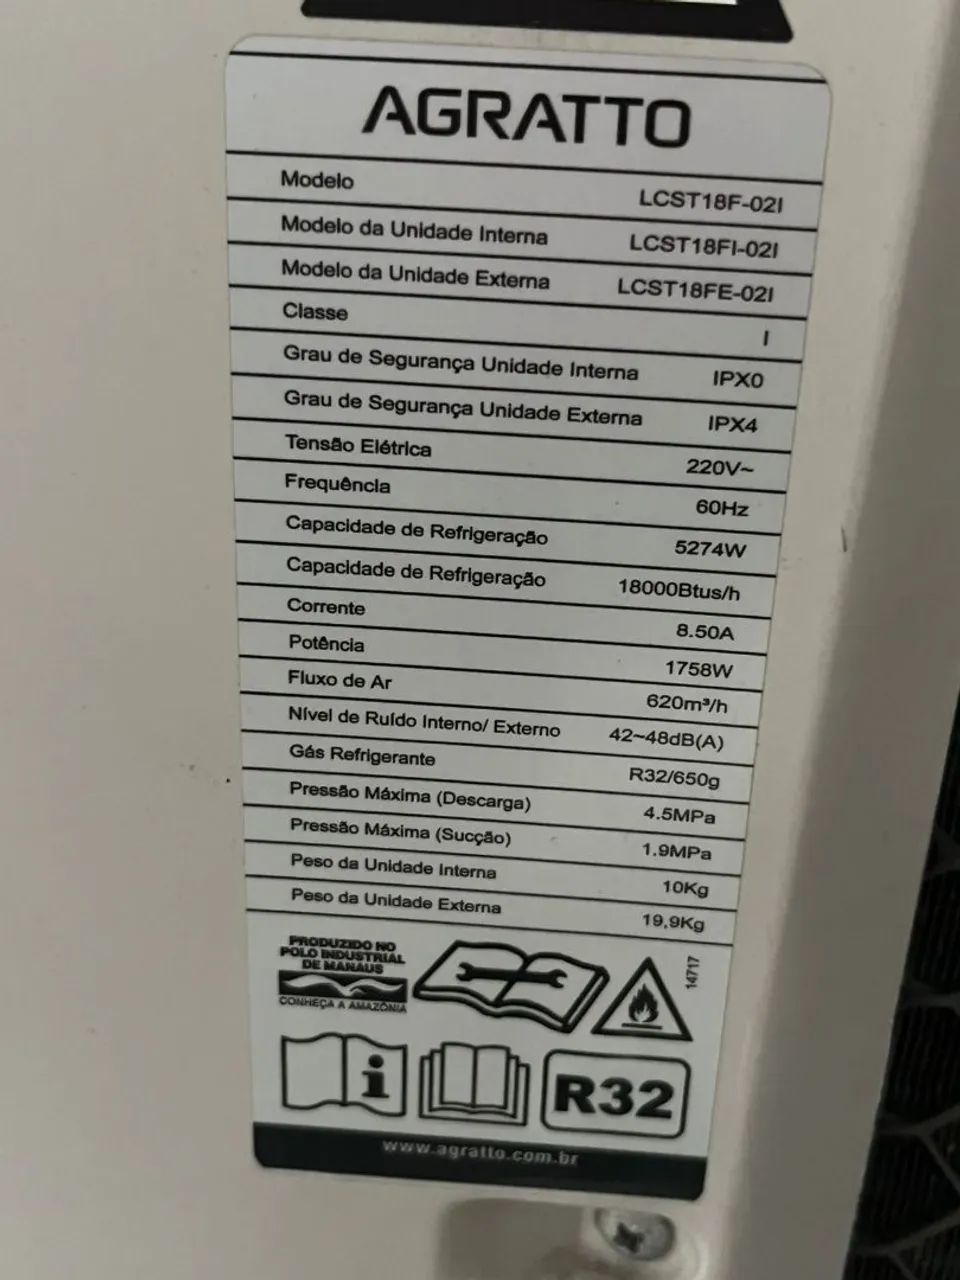 AGRATTO
Modelo LCST18F-02I
Modelo da Unidade Interna LCST18FI-02I
Modelo da Unidade Externa LCST18FE-02I
Classe I
Grau de Segurança Unidade Interna IPX0
Grau de Segurança Unidade Externa IPX4
Tensão Elétrica 220V~
Frequência 60Hz
Capacidade de Refrigeração 5274W
Capacidade de Refrigeração 18000Btus/h
Corrente 8.50A
Potência 1758W
Fluxo de Ar 620m³/h
Nível de Ruído Interno/ Externo 42~48dB(A)
Gás Refrigerante R32/650g
Pressão Máxima (Descarga) 4.5MPa
Pressão Máxima (Sucção) 1.9MPa
Peso da Unidade Interna 10Kg
Peso da Unidade Externa 19,9Kg
PRODUZIDO NO
POLO INDUSTRIAL
DE MANAUS
CONHEÇA A AMAZÔNIA
14717
i
R32
www.agratto.com.br